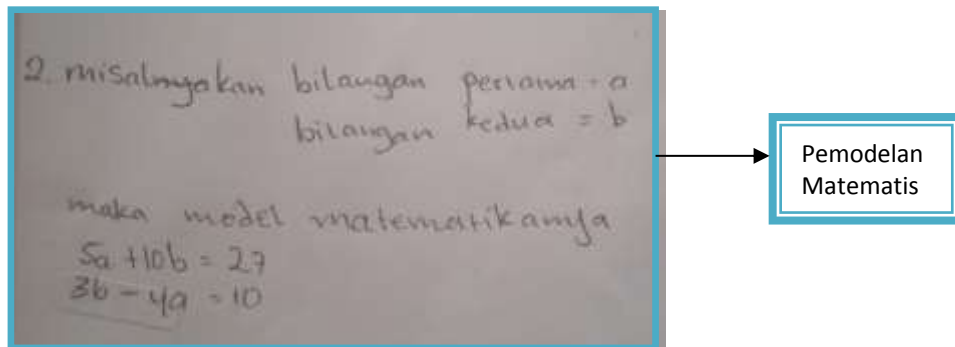 2. misalnyakan bilangan pertama = a
bilangan kedua = b
maka model matematikanya
5a + 10b = 27
3b - 4a = 10
Pemodelan
Matematis